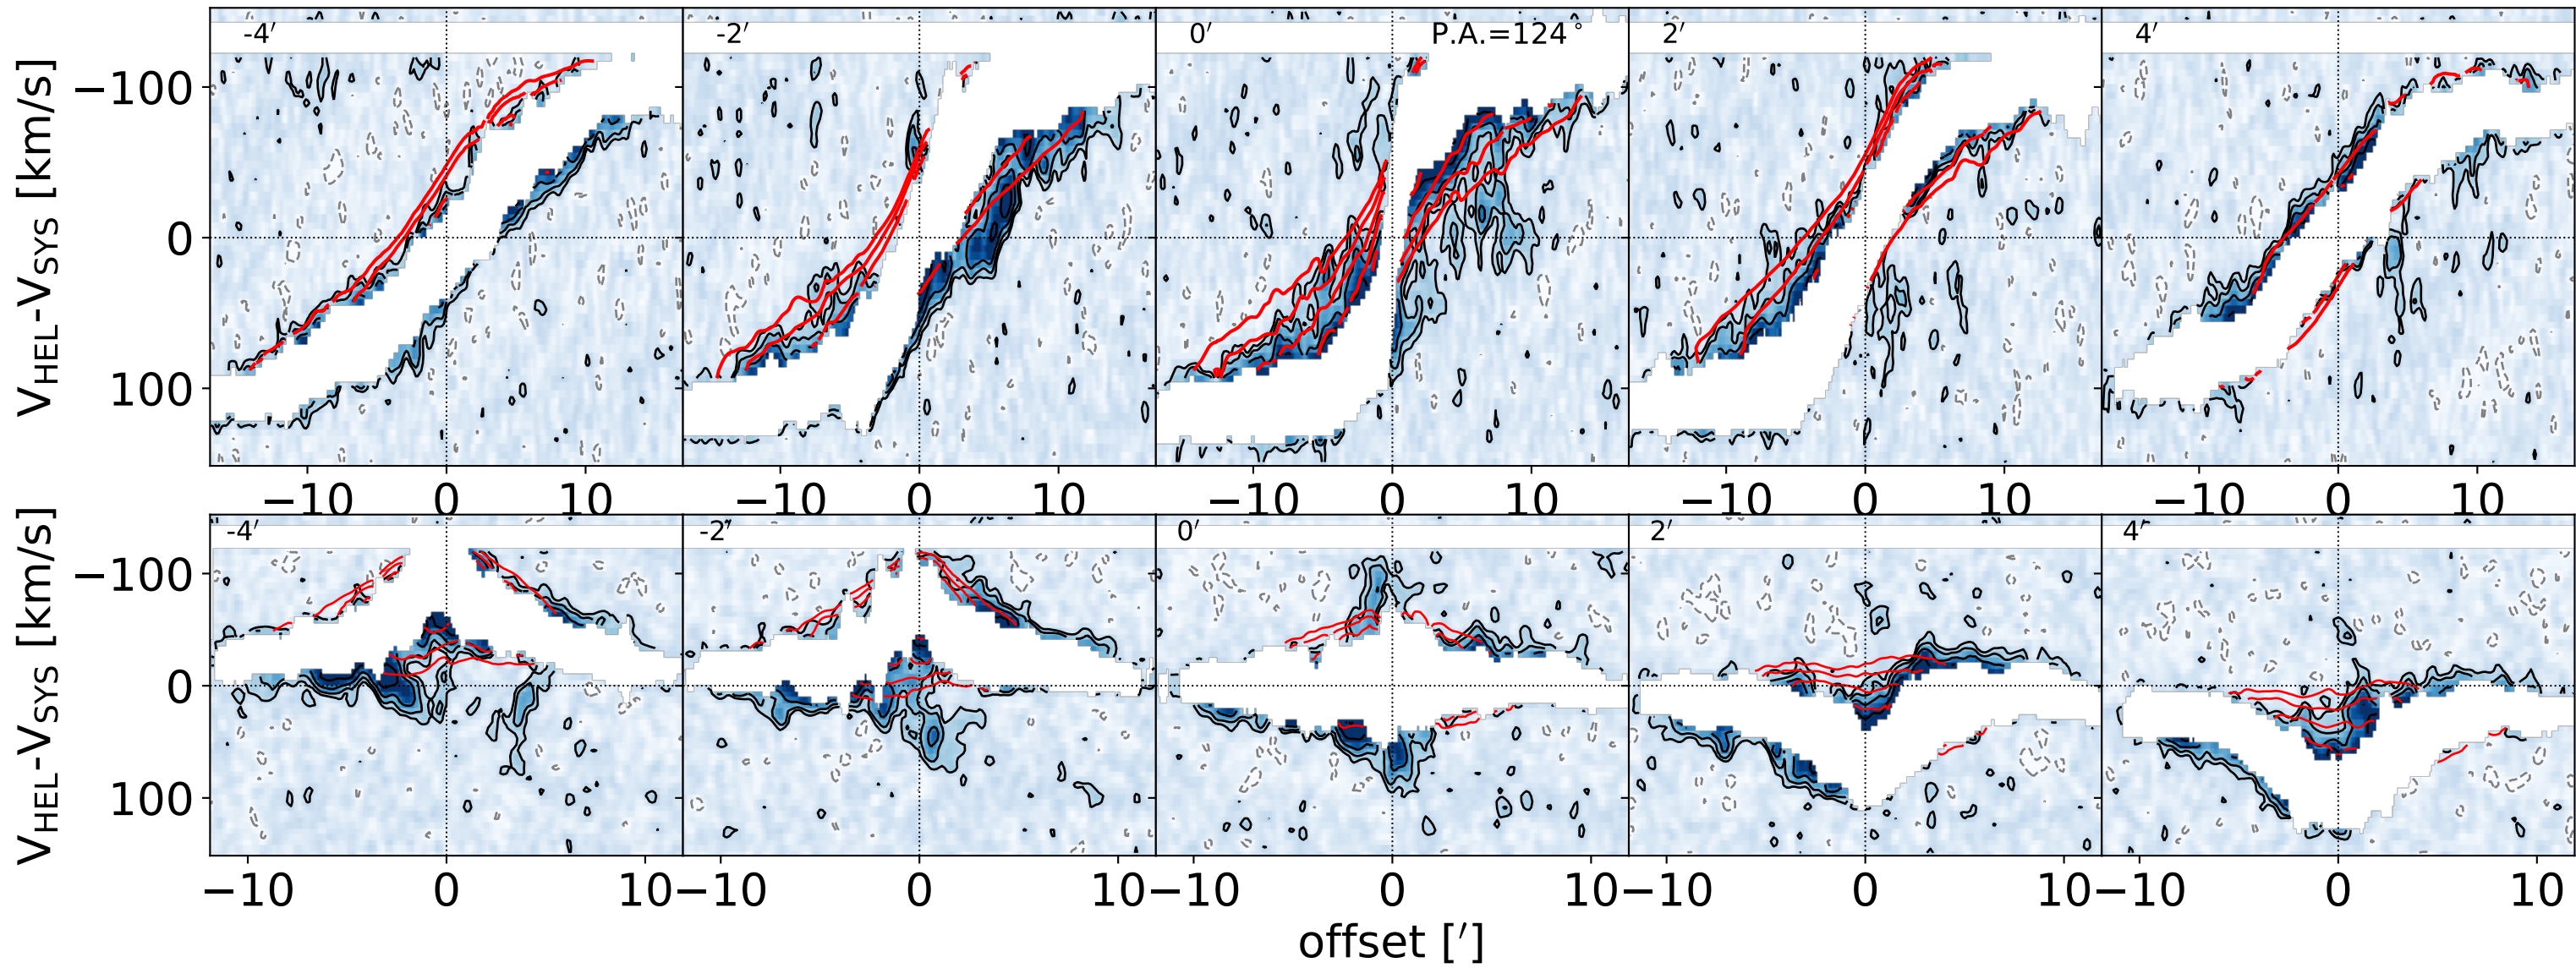 -4′ -2′ 0′ P.A.=124° 2′ 4′
V_HEL-V_SYS [km/s]
−100
0
100
−10 0 10 −10 0 10 −10 0 10 −10 0 10 −10 0 10
-4′ -2′ 0′ 2′ 4′
V_HEL-V_SYS [km/s]
−100
0
100
−10 0 10 −10 0 10 −10 0 10 −10 0 10 −10 0 10
offset [′]